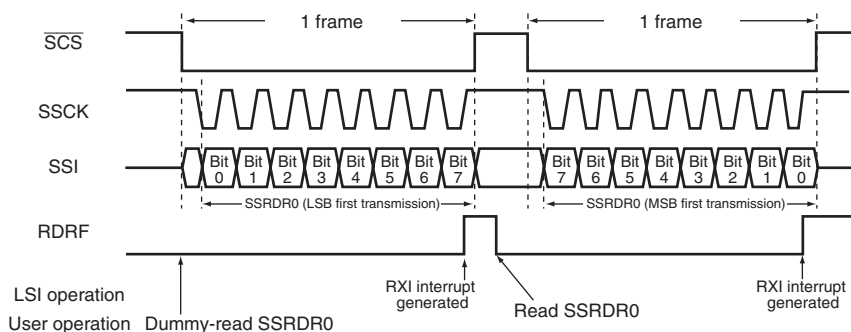 1 frame 1 frame
SCS
SSCK
SSI Bit 0 Bit 1 Bit 2 Bit 3 Bit 4 Bit 5 Bit 6 Bit 7 Bit 7 Bit 6 Bit 5 Bit 4 Bit 3 Bit 2 Bit 1 Bit 0
SSRDR0 (LSB first transmission) SSRDR0 (MSB first transmission)
RDRF
LSI operation RXI interrupt generated RXI interrupt generated
User operation Dummy-read SSRDR0 Read SSRDR0